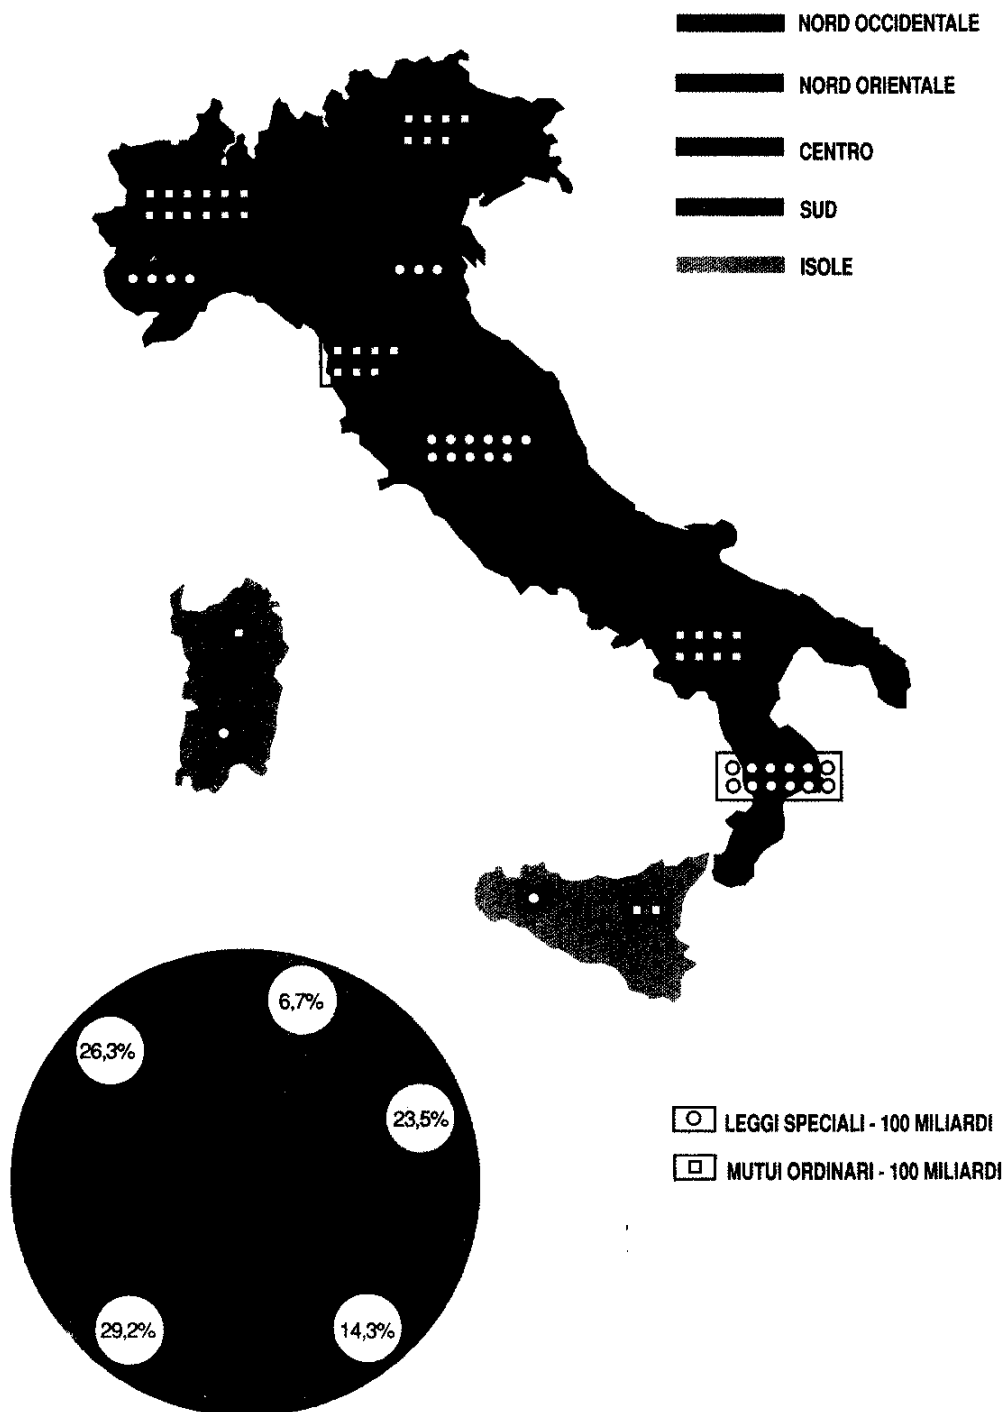 NORD OCCIDENTALE
NORD ORIENTALE
CENTRO
SUD
ISOLE
6,7%
26,3%
23,5%
29,2%
14,3%
LEGGI SPECIALI - 100 MILIARDI
MUTUI ORDINARI - 100 MILIARDI